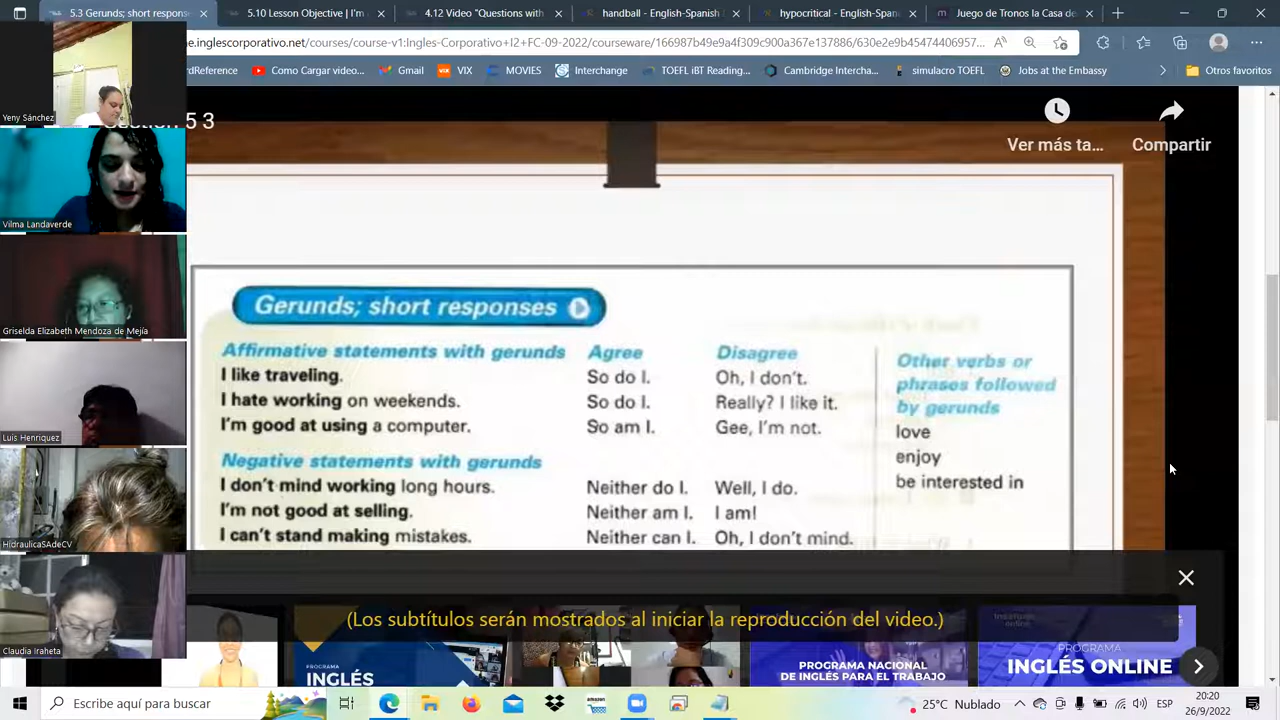 5.3 Gerunds; short responses
5.10 Lesson Objective | I'm
4.12 Video "Questions with
handball - English-Spanish
hypocrite - English-Span
Juego de Tronos la Casa de
e.inglescorporativo.net/courses/course-v1:Ingles-Corporativo+I2+FC-09-2022/courseware/166987b49e9a4f309c900a367e137886/630e2e9b45474406957...
rdReference
Como Cargar video...
Gmail
VIX
MOVIES
Interchange
TOEFL iBT Reading...
Cambridge Intercha...
simulaco TOEFL
Jobs at the Embassy
Otros favoritos
Yeny Sánchez
5 3
Ver más ta...
Compartir
Vilma Landaverde
Griselda Elizabeth Mendoza de Mejía
Luis Henriquez
HidraulicaSAdeCV
Claudia Iraheta
Gerunds; short responses
Affirmative statements with gerunds Agree Disagree
I like traveling. So do I. Oh, I don't.
I hate working on weekends. So do I. Really? I like it.
I'm good at using a computer. So am I. Gee, I'm not.
Negative statements with gerunds
I don't mind working long hours. Neither do I. Well, I do.
I'm not good at selling. Neither am I. I am!
I can't stand making mistakes. Neither can I. Oh, I don't mind.
Other verbs or
phrases followed
by gerunds
love
enjoy
be interested in
(Los subtítulos serán mostrados al iniciar la reproducción del video.)
PROGRAMA
INGLÉS
PROGRAMA NACIONAL
DE INGLÉS PARA EL TRABAJO
PROGRAMA
INGLÉS ONLINE
Escribe aquí para buscar
25°C Nublado
ESP
20:20
26/9/2022